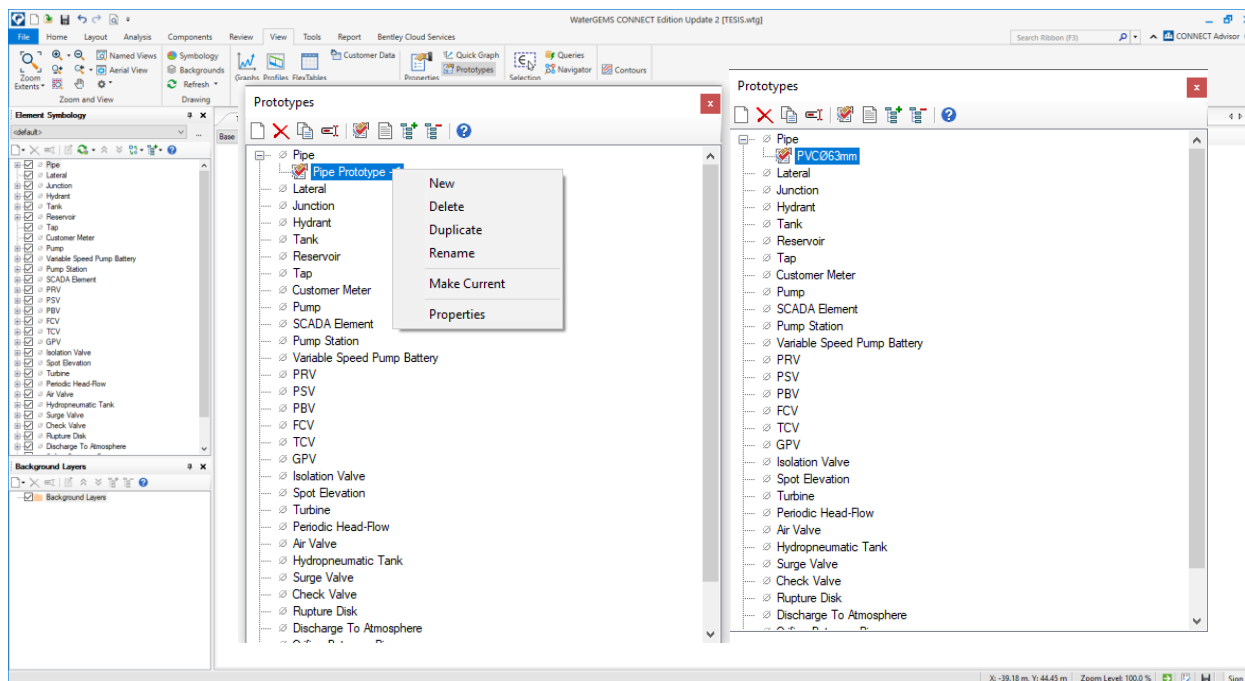 WaterGEMS CONNECT Edition Update 2 [TESIS.wtg]
File Home Layout Analysis Components Review View Tools Report Bentley Cloud Services
Search Ribbon (F3) CONNECT Advisor
Named Views Symbology Customer Data Quick Graph Queries
Aerial View Backgrounds Prototypes Navigator Contours
Zoom
Extents Refresh Graphs Profiles FlexTables Properties Selection
Zoom and View Drawing
Element Symbology
<default>
...
Base
Pipe
Lateral
Junction
Hydrant
Tank
Reservoir
Tap
Customer Meter
Pump
Variable Speed Pump Battery
Pump Station
SCADA Element
PRV
PSV
PBV
FCV
TCV
GPV
Isolation Valve
Spot Elevation
Turbine
Periodic Head-Flow
Air Valve
Hydropneumatic Tank
Surge Valve
Check Valve
Rupture Disk
Discharge To Atmosphere
Background Layers
Background Layers
Prototypes
Pipe
Pipe Prototype -
Lateral
Junction
Hydrant
Tank
Reservoir
Tap
Customer Meter
Pump
SCADA Element
Pump Station
Variable Speed Pump Battery
PRV
PSV
PBV
FCV
TCV
GPV
Isolation Valve
Spot Elevation
Turbine
Periodic Head-Flow
Air Valve
Hydropneumatic Tank
Surge Valve
Check Valve
Rupture Disk
Discharge To Atmosphere
New
Delete
Duplicate
Rename
Make Current
Properties
Prototypes
Pipe
PVCØ63mm
Lateral
Junction
Hydrant
Tank
Reservoir
Tap
Customer Meter
Pump
SCADA Element
Pump Station
Variable Speed Pump Battery
PRV
PSV
PBV
FCV
TCV
GPV
Isolation Valve
Spot Elevation
Turbine
Periodic Head-Flow
Air Valve
Hydropneumatic Tank
Surge Valve
Check Valve
Rupture Disk
Discharge To Atmosphere
X: -39.18 m, Y: 44.45 m Zoom Level: 100.0 % Sign